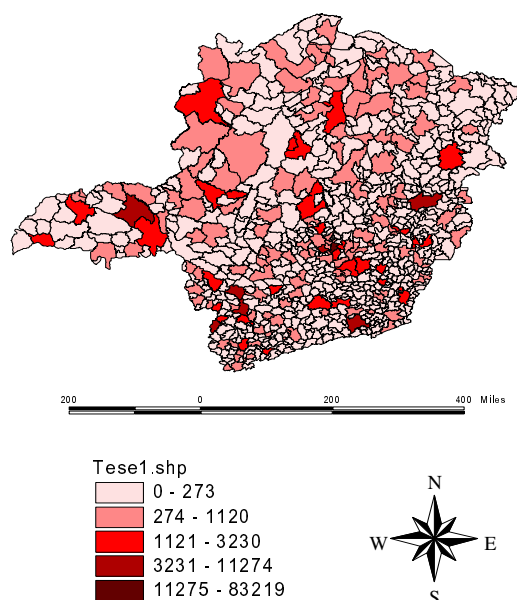 200 0 200 400 Miles
Tese1.shp
0 - 273
274 - 1120
1121 - 3230
3231 - 11274
11275 - 83219
N
W E
S